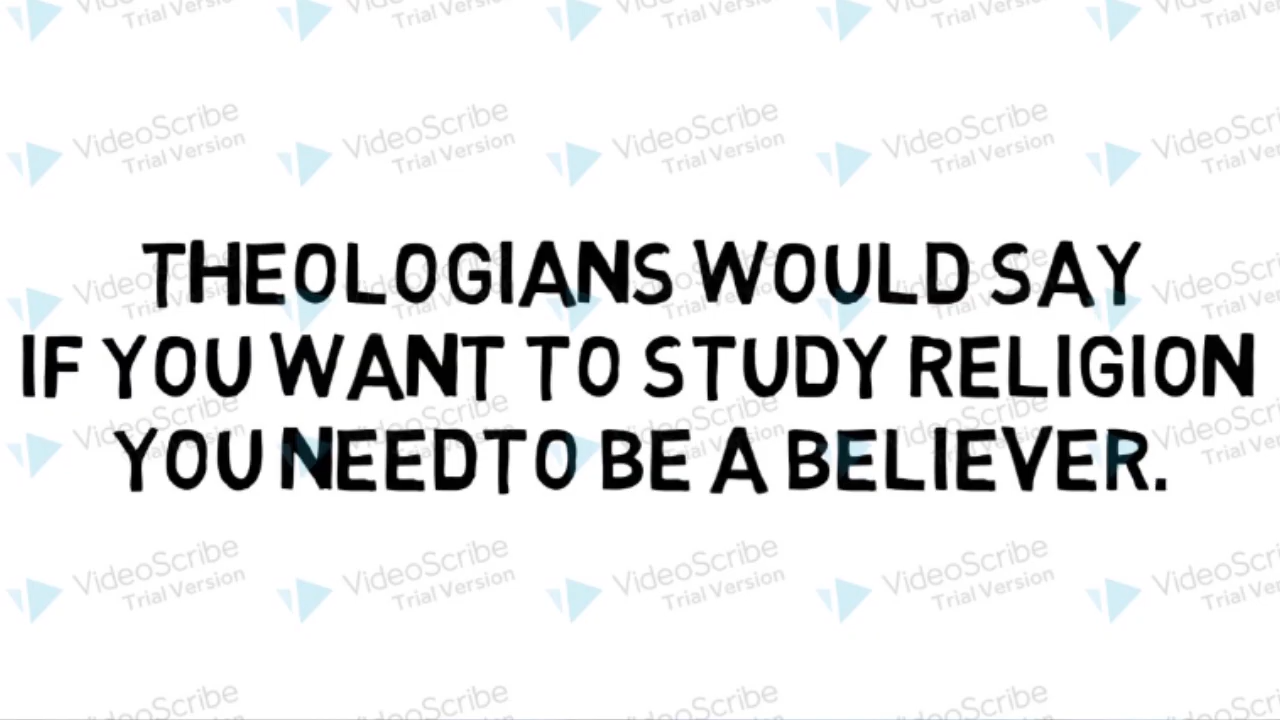 THEOLOGIANS WOULD SAY
IF YOU WANT TO STUDY RELIGION
YOU NEEDTO BE A BELIEVER.
VideoScribe
Trial Version